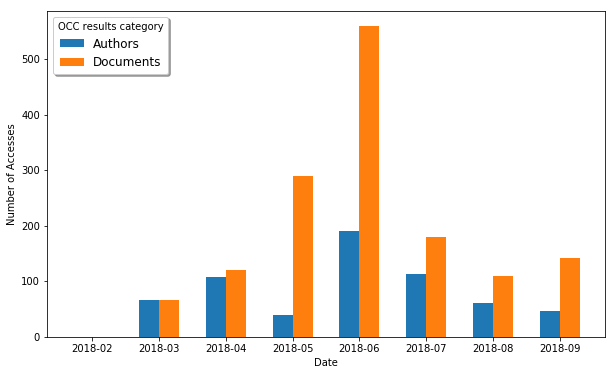 OCC results category
Authors
Documents
Number of Accesses
500
400
300
200
100
0
2018-02 2018-03 2018-04 2018-05 2018-06 2018-07 2018-08 2018-09
Date